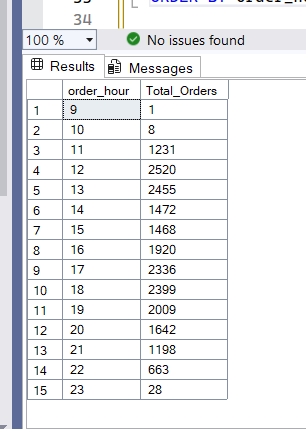 33
34
ORDER BY order_h
100 %
No issues found
Results Messages
order_hour Total_Orders
1 9 1
2 10 8
3 11 1231
4 12 2520
5 13 2455
6 14 1472
7 15 1468
8 16 1920
9 17 2336
10 18 2399
11 19 2009
12 20 1642
13 21 1198
14 22 663
15 23 28